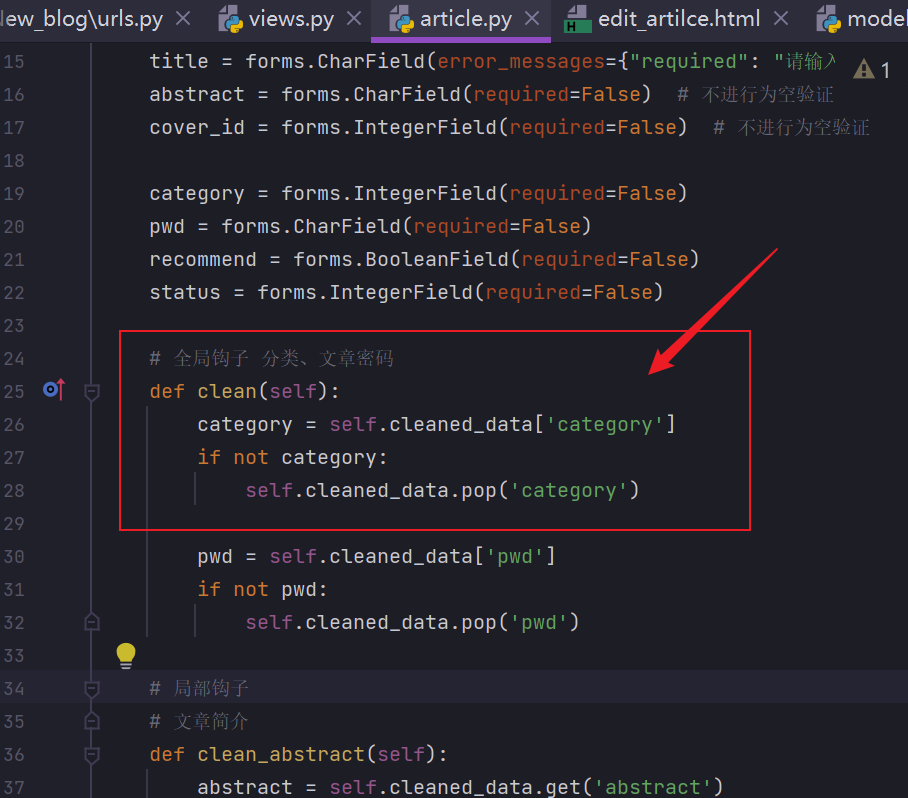 new_blog\urls.py views.py article.py edit_artilce.html model
15 title = forms.CharField(error_messages={"required": "请输入 1
16 abstract = forms.CharField(required=False) # 不进行为空验证
17 cover_id = forms.IntegerField(required=False) # 不进行为空验证
18
19 category = forms.IntegerField(required=False)
20 pwd = forms.CharField(required=False)
21 recommend = forms.BooleanField(required=False)
22 status = forms.IntegerField(required=False)
23
24 # 全局钩子 分类、文章密码
25 def clean(self):
26 category = self.cleaned_data['category']
27 if not category:
28 self.cleaned_data.pop('category')
29
30 pwd = self.cleaned_data['pwd']
31 if not pwd:
32 self.cleaned_data.pop('pwd')
33
34 # 局部钩子
35 # 文章简介
36 def clean_abstract(self):
37 abstract = self.cleaned_data.get('abstract')